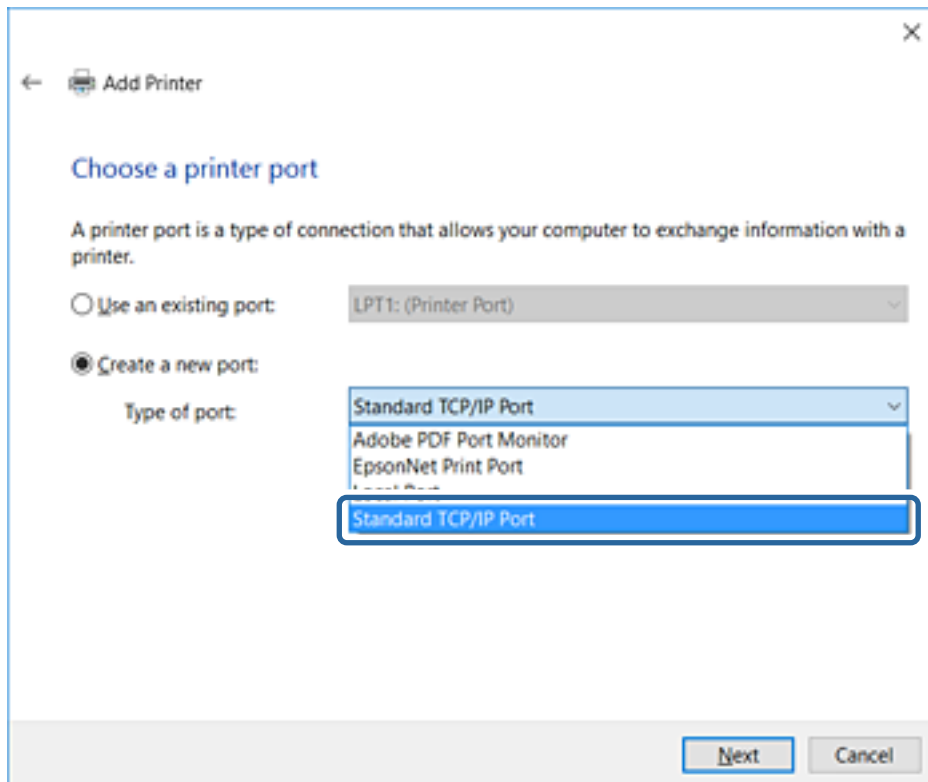 Add Printer
Choose a printer port
A printer port is a type of connection that allows your computer to exchange information with a
printer.
Use an existing port:
LPT1: (Printer Port)
Create a new port:
Type of port:
Standard TCP/IP Port
Adobe PDF Port Monitor
EpsonNet Print Port
Local Port
Standard TCP/IP Port
Next
Cancel